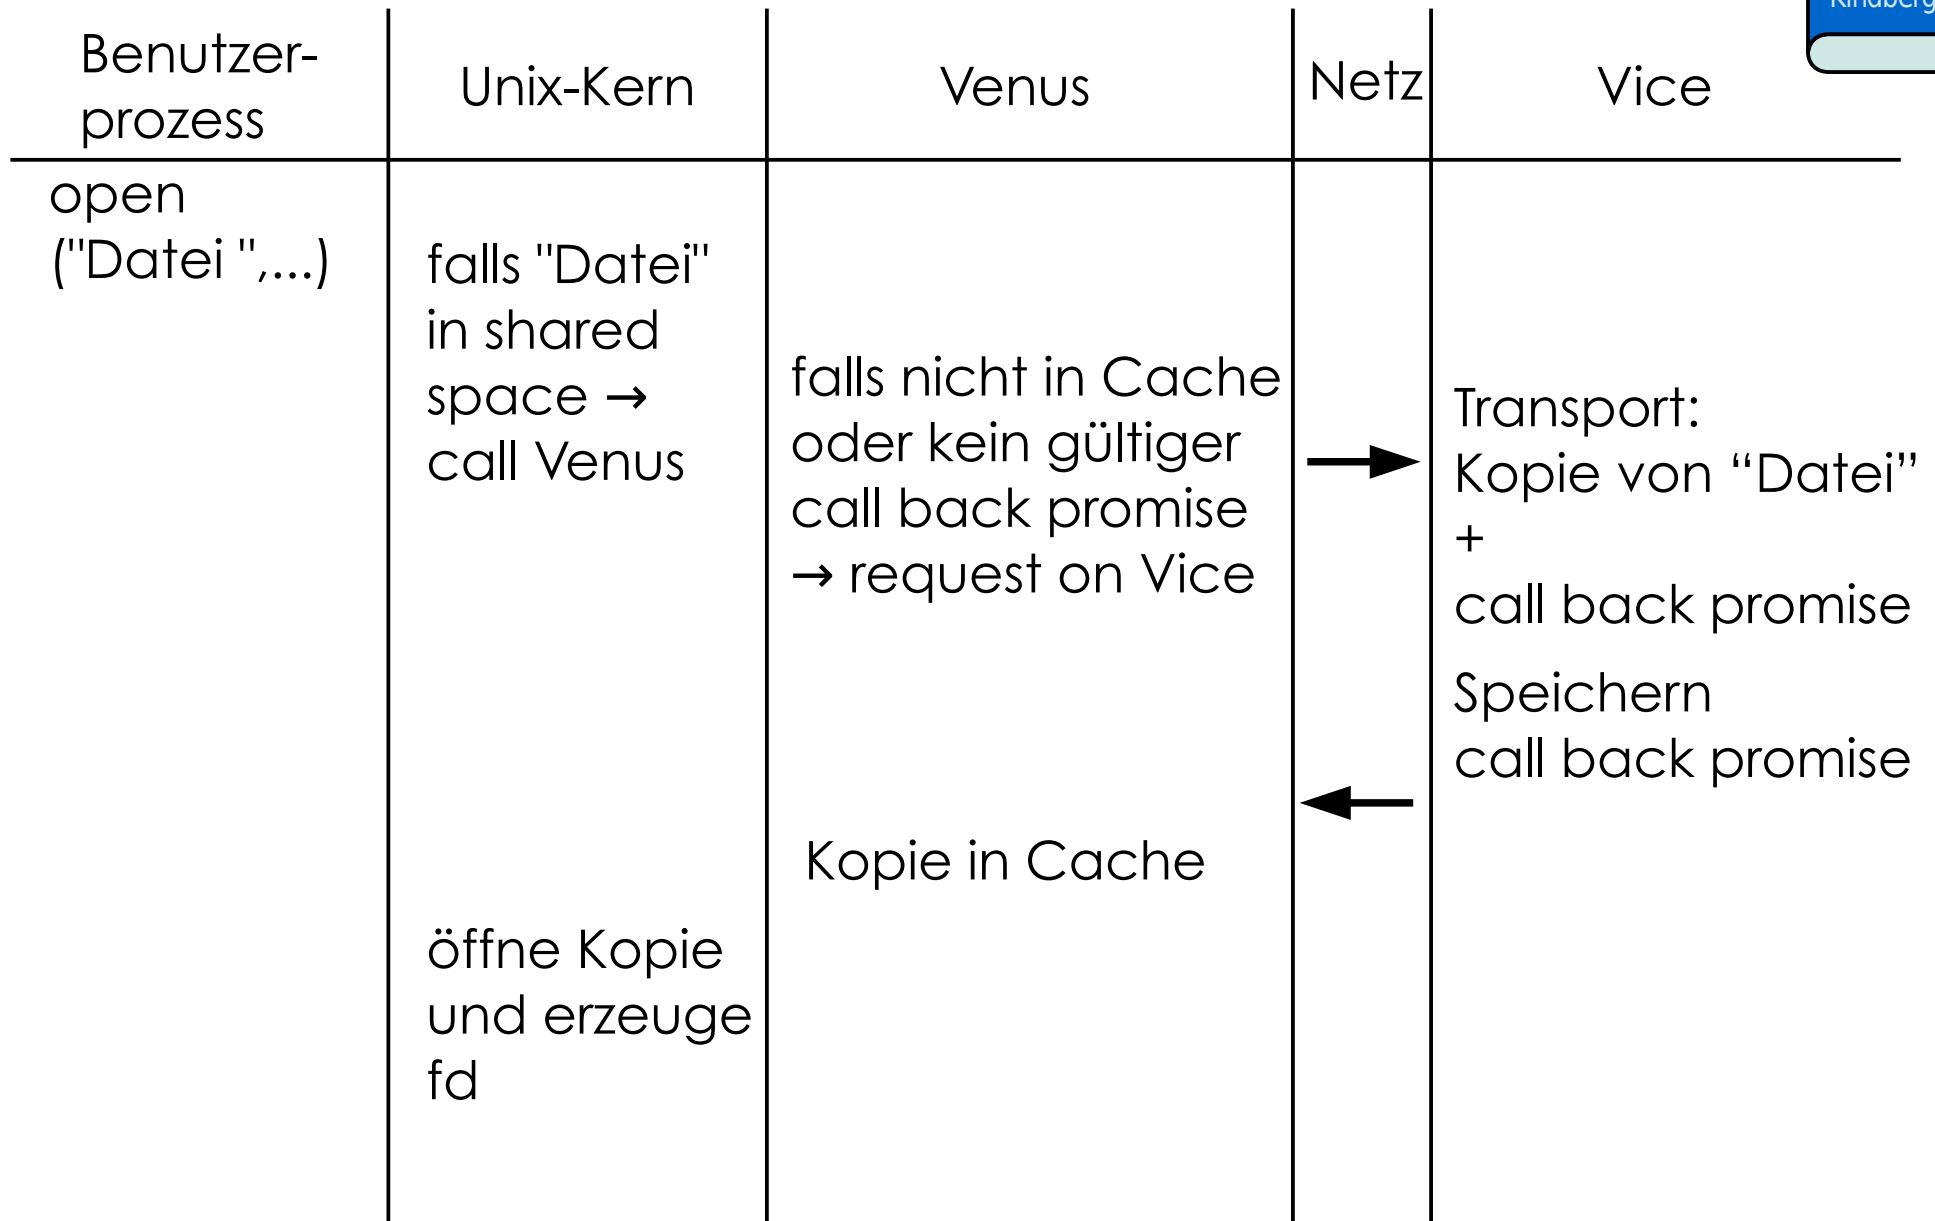 Benutzer-
prozess
Unix-Kern
Venus
Netz
Vice
open
("Datei ",...)
falls "Datei"
in shared
space →
call Venus
falls nicht in Cache
oder kein gültiger
call back promise
→ request on Vice
Transport:
Kopie von “Datei”
+
call back promise
Speichern
call back promise
Kopie in Cache
öffne Kopie
und erzeuge
fd